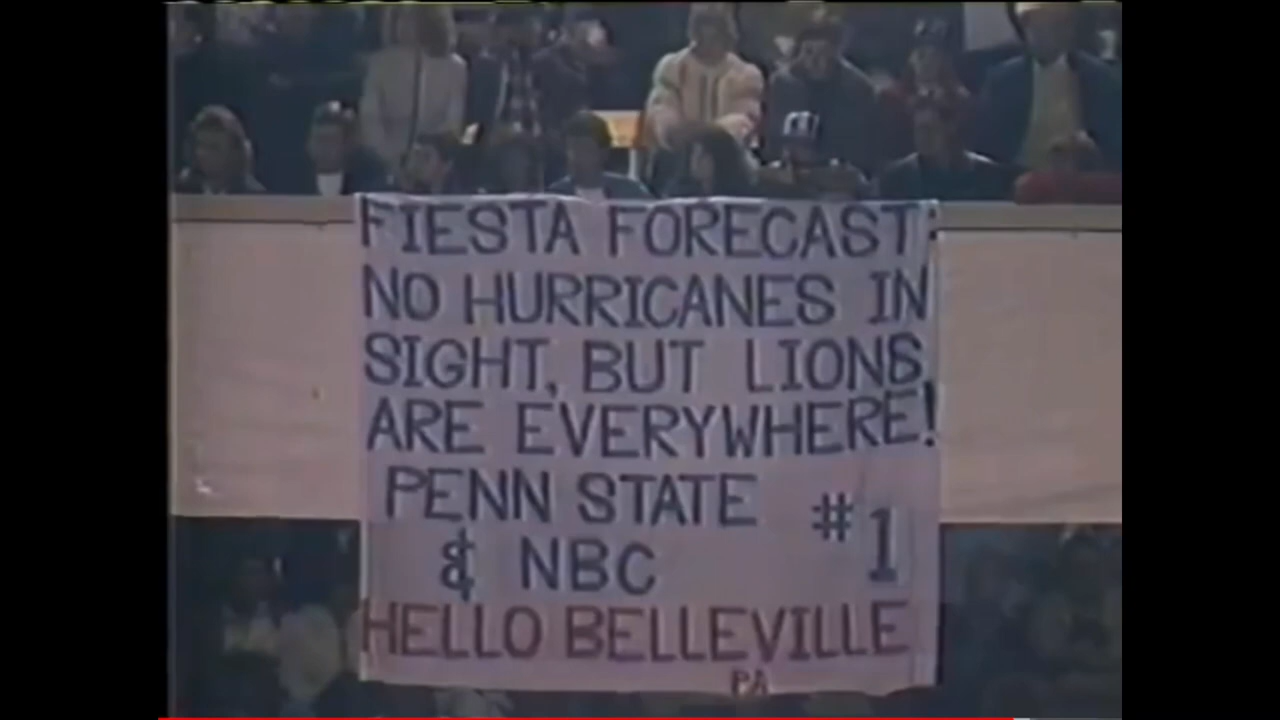 FIESTA FORECAST:
NO HURRICANES IN
SIGHT, BUT LIONS
ARE EVERYWHERE!
PENN STATE #1
& NBC
HELLO BELLEVILLE
PA